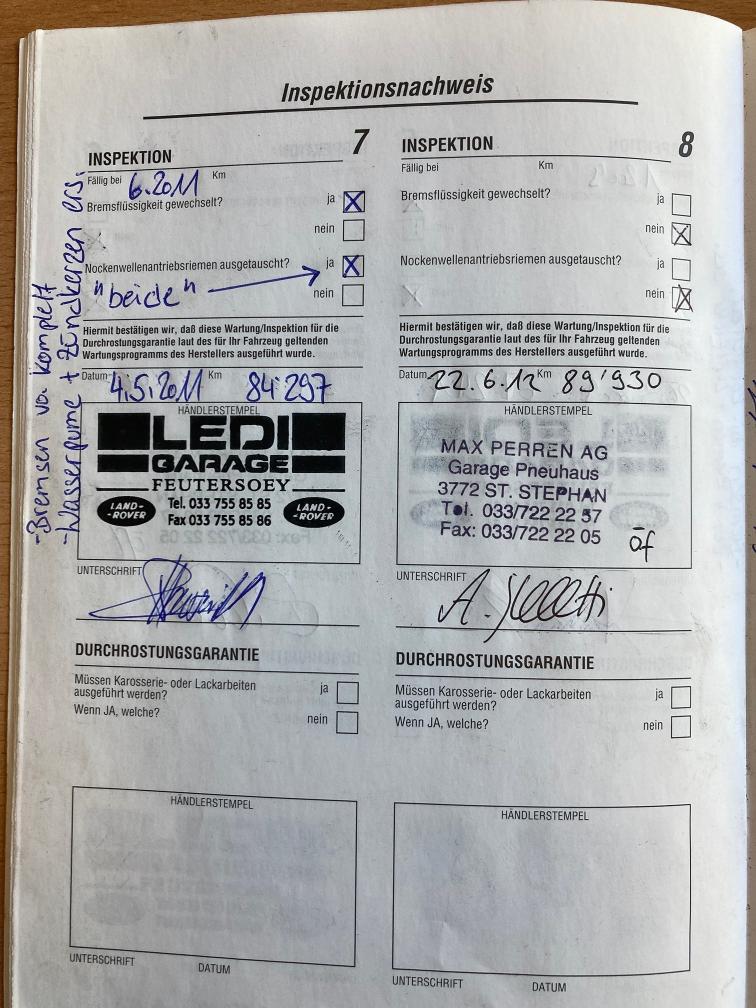 Inspektionsnachweis
INSPEKTION 7
Fällig bei 6.2011 Km
Bremsflüssigkeit gewechselt? ja
nein
Nockenwellenantriebsriemen ausgetauscht? ja
"beide"
nein
Hiermit bestätigen wir, daß diese Wartung/Inspektion für die
Durchrostungsgarantie laut des für Ihr Fahrzeug geltenden
Wartungsprogramms des Herstellers ausgeführt wurde.
Datum 4.5.2011 Km 84'297
HÄNDLERSTEMPEL
LEDI
GARAGE
FEUTERSOEY
LAND-ROVER
Tel. 033 755 85 85
Fax 033 755 85 86
LAND-ROVER
UNTERSCHRIFT
DURCHROSTUNGSGARANTIE
Müssen Karosserie- oder Lackarbeiten
ausgeführt werden? ja
Wenn JA, welche? nein
HÄNDLERSTEMPEL
UNTERSCHRIFT DATUM
-Bremsen va komplett
-Wasserpume + Zündkerzen ers.
INSPEKTION 8
Fällig bei Km
Bremsflüssigkeit gewechselt? ja
nein
Nockenwellenantriebsriemen ausgetauscht? ja
nein
Hiermit bestätigen wir, daß diese Wartung/Inspektion für die
Durchrostungsgarantie laut des für Ihr Fahrzeug geltenden
Wartungsprogramms des Herstellers ausgeführt wurde.
Datum 22.6.12 Km 89'930
HÄNDLERSTEMPEL
MAX PERREN AG
Garage Pneuhaus
3772 ST. STEPHAN
Tel. 033/722 22 57
Fax: 033/722 22 05
UNTERSCHRIFT A.
DURCHROSTUNGSGARANTIE
Müssen Karosserie- oder Lackarbeiten
ausgeführt werden? ja
Wenn JA, welche? nein
HÄNDLERSTEMPEL
UNTERSCHRIFT DATUM